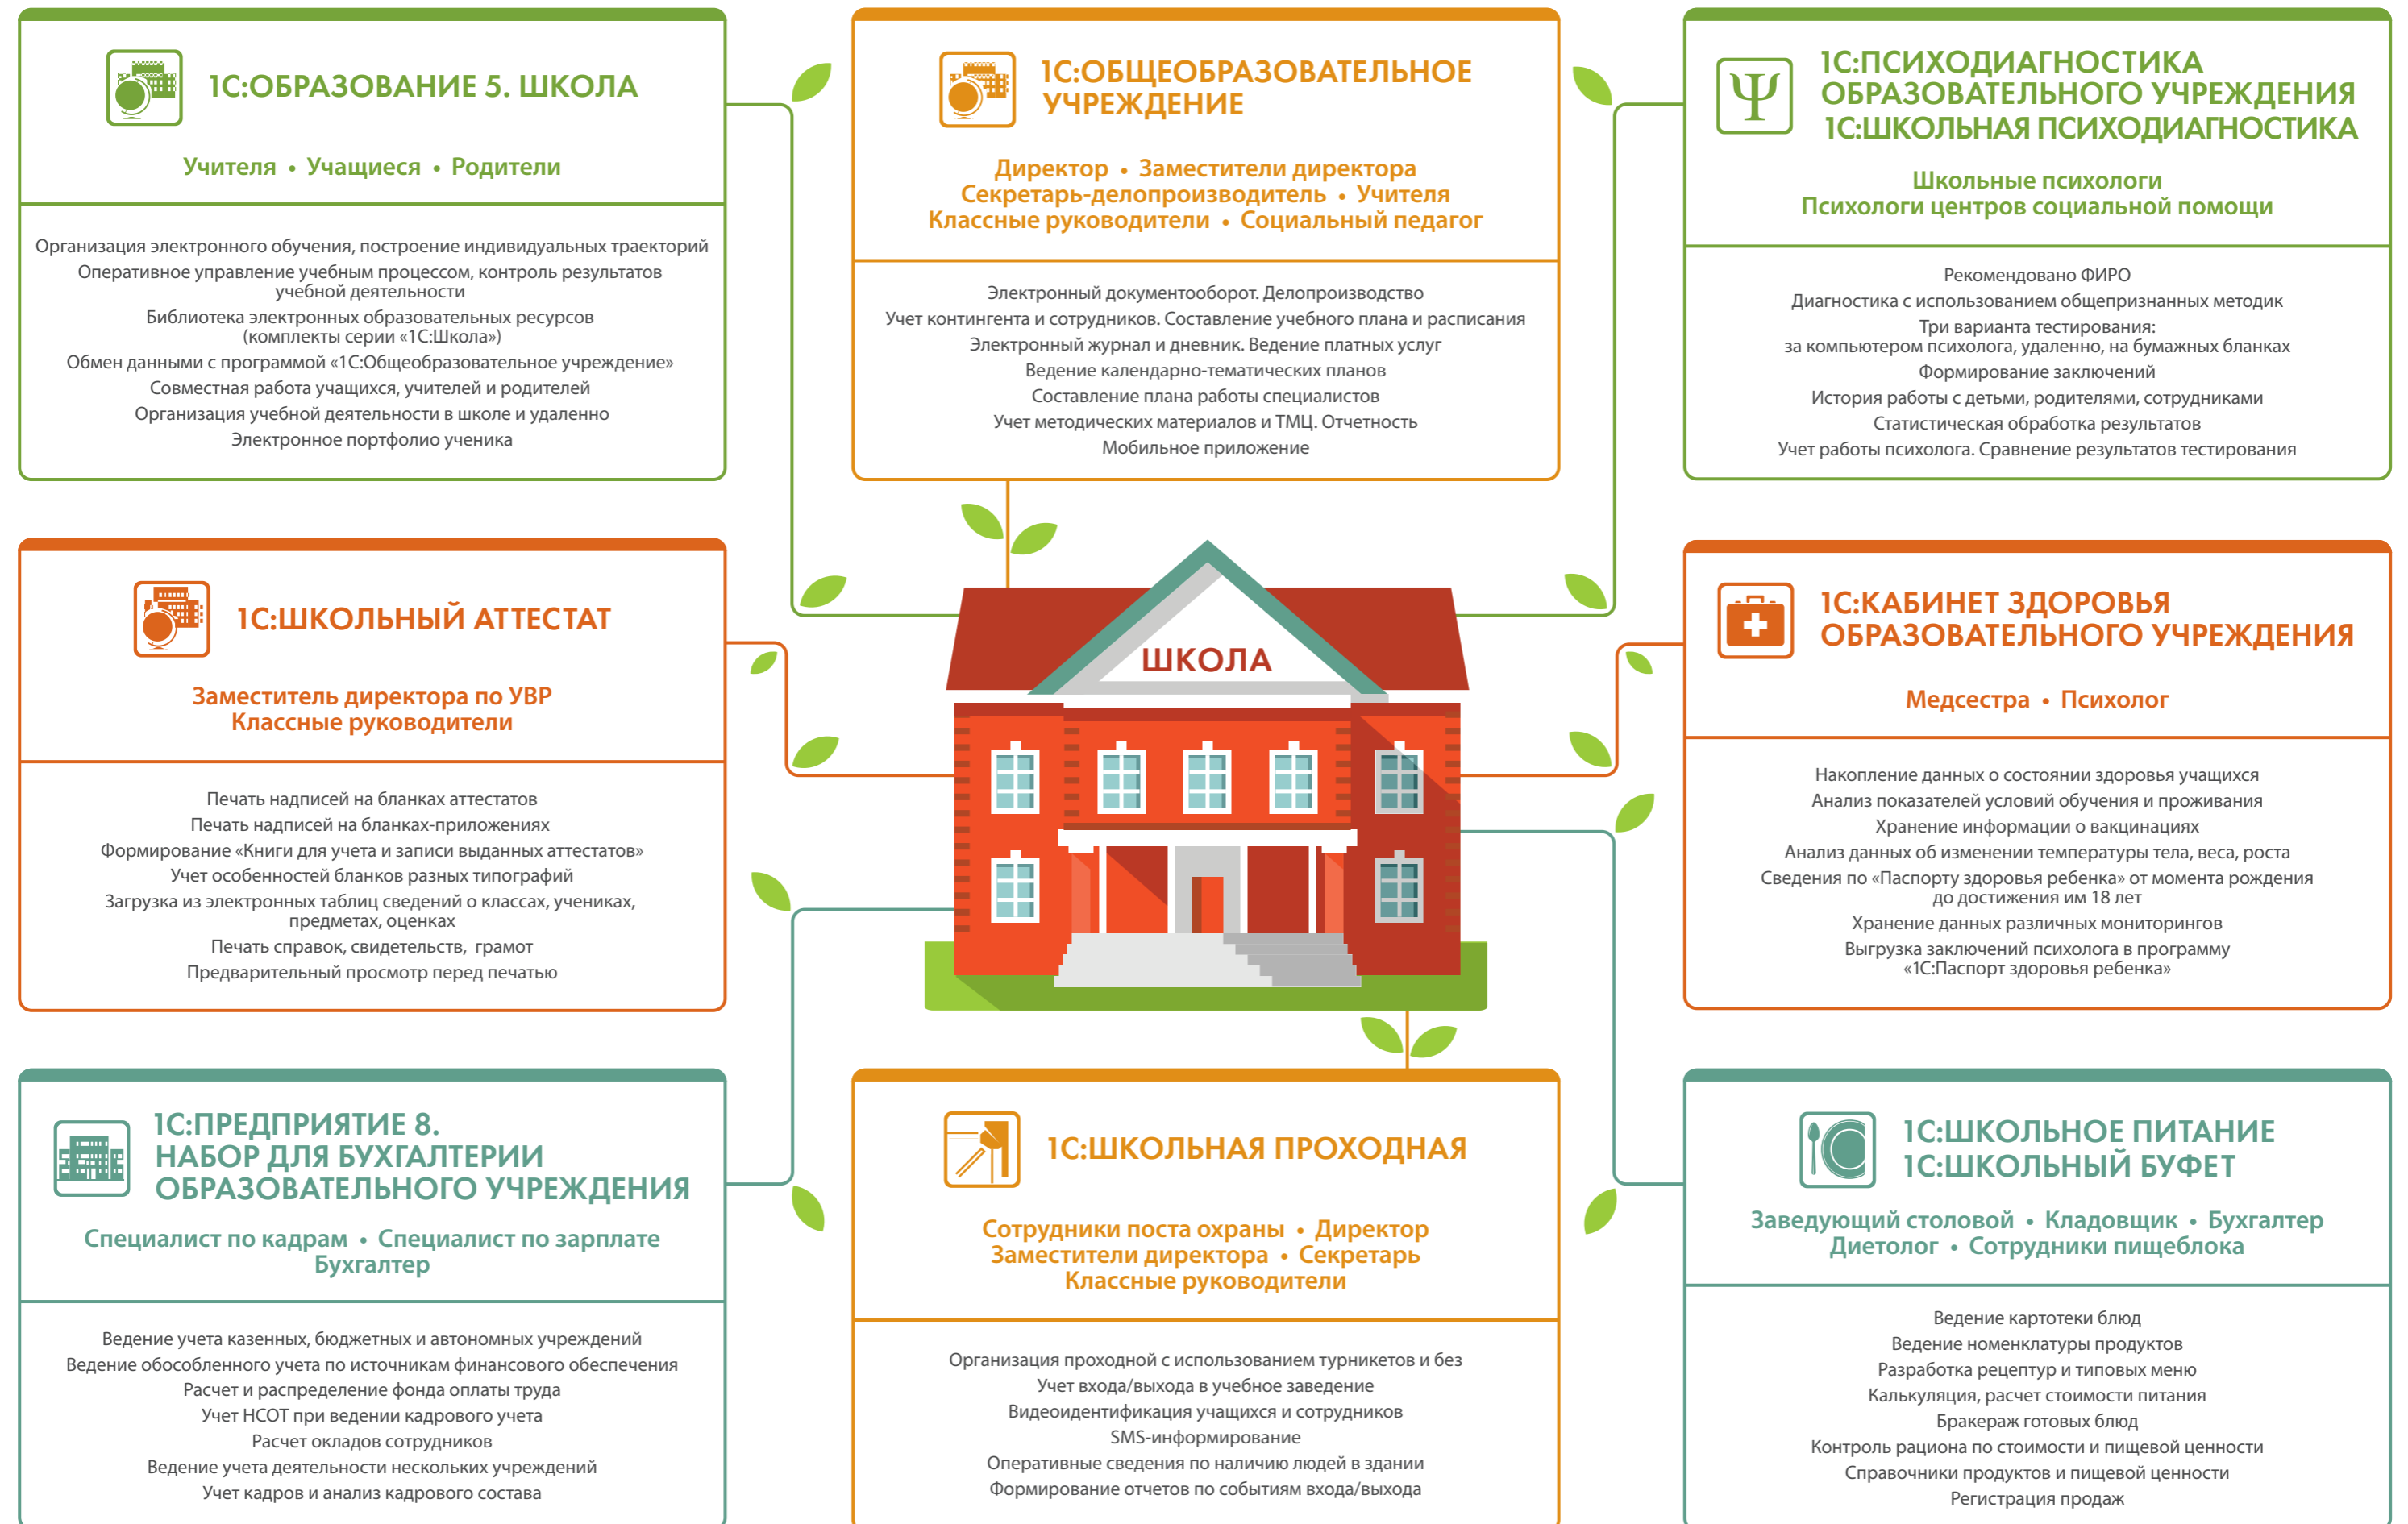 1С:ОБРАЗОВАНИЕ 5. ШКОЛА
Учителя • Учащиеся • Родители
Организация электронного обучения, построение индивидуальных траекторий
Оперативное управление учебным процессом, контроль результатов
учебной деятельности
Библиотека электронных образовательных ресурсов
(комплекты серии «1С:Школа»)
Обмен данными с программой «1С:Общеобразовательное учреждение»
Совместная работа учащихся, учителей и родителей
Организация учебной деятельности в школе и удаленно
Электронное портфолио ученика
1С:ОБЩЕОБРАЗОВАТЕЛЬНОЕ
УЧРЕЖДЕНИЕ
Директор • Заместители директора
Секретарь-делопроизводитель • Учителя
Классные руководители • Социальный педагог
Электронный документооборот. Делопроизводство
Учет контингента и сотрудников. Составление учебного плана и расписания
Электронный журнал и дневник. Ведение платных услуг
Ведение календарно-тематических планов
Составление плана работы специалистов
Учет методических материалов и ТМЦ. Отчетность
Мобильное приложение
1С:ПСИХОДИАГНОСТИКА
ОБРАЗОВАТЕЛЬНОГО УЧРЕЖДЕНИЯ
1С:ШКОЛЬНАЯ ПСИХОДИАГНОСТИКА
Школьные психологи
Психологи центров социальной помощи
Рекомендовано ФИРО
Диагностика с использованием общепризнанных методик
Три варианта тестирования:
за компьютером психолога, удаленно, на бумажных бланках
Формирование заключений
История работы с детьми, родителями, сотрудниками
Статистическая обработка результатов
Учет работы психолога. Сравнение результатов тестирования
1С:ШКОЛЬНЫЙ АТТЕСТАТ
Заместитель директора по УВР
Классные руководители
Печать надписей на бланках аттестатов
Печать надписей на бланках-приложениях
Формирование «Книги для учета и записи выданных аттестатов»
Учет особенностей бланков разных типографий
Загрузка из электронных таблиц сведений о классах, учениках,
предметах, оценках
Печать справок, свидетельств, грамот
Предварительный просмотр перед печатью
ШКОЛА
1С:КАБИНЕТ ЗДОРОВЬЯ
ОБРАЗОВАТЕЛЬНОГО УЧРЕЖДЕНИЯ
Медсестра • Психолог
Накопление данных о состоянии здоровья учащихся
Анализ показателей условий обучения и проживания
Хранение информации о вакцинациях
Анализ данных об изменении температуры тела, веса, роста
Сведения по «Паспорту здоровья ребенка» от момента рождения
до достижения им 18 лет
Хранение данных различных мониторингов
Выгрузка заключений психолога в программу
«1С:Паспорт здоровья ребенка»
1С:ПРЕДПРИЯТИЕ 8.
НАБОР ДЛЯ БУХГАЛТЕРИИ
ОБРАЗОВАТЕЛЬНОГО УЧРЕЖДЕНИЯ
Специалист по кадрам • Специалист по зарплате
Бухгалтер
Ведение учета казенных, бюджетных и автономных учреждений
Ведение обособленного учета по источникам финансового обеспечения
Расчет и распределение фонда оплаты труда
Учет НСОТ при ведении кадрового учета
Расчет окладов сотрудников
Ведение учета деятельности нескольких учреждений
Учет кадров и анализ кадрового состава
1С:ШКОЛЬНАЯ ПРОХОДНАЯ
Сотрудники поста охраны • Директор
Заместители директора • Секретарь
Классные руководители
Организация проходной с использованием турникетов и без
Учет входа/выхода в учебное заведение
Видеоидентификация учащихся и сотрудников
SMS-информирование
Оперативные сведения по наличию людей в здании
Формирование отчетов по событиям входа/выхода
1С:ШКОЛЬНОЕ ПИТАНИЕ
1С:ШКОЛЬНЫЙ БУФЕТ
Заведующий столовой • Кладовщик • Бухгалтер
Диетолог • Сотрудники пищеблока
Ведение картотеки блюд
Ведение номенклатуры продуктов
Разработка рецептур и типовых меню
Калькуляция, расчет стоимости питания
Бракераж готовых блюд
Контроль рациона по стоимости и пищевой ценности
Справочники продуктов и пищевой ценности
Регистрация продаж